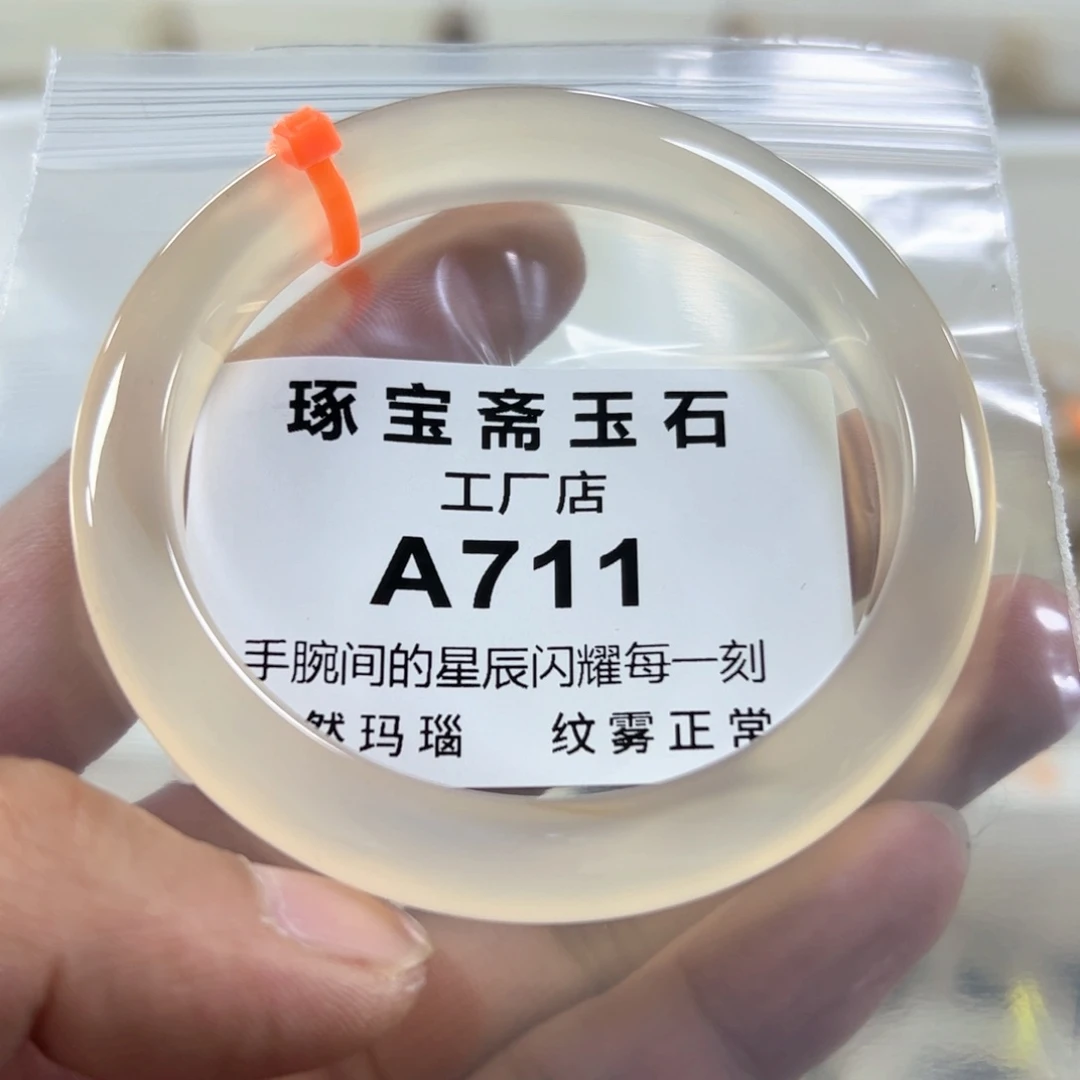 琢宝斋玉石
工厂店
A711
手腕间的星辰闪耀每一刻
然玛瑙 纹雾正常